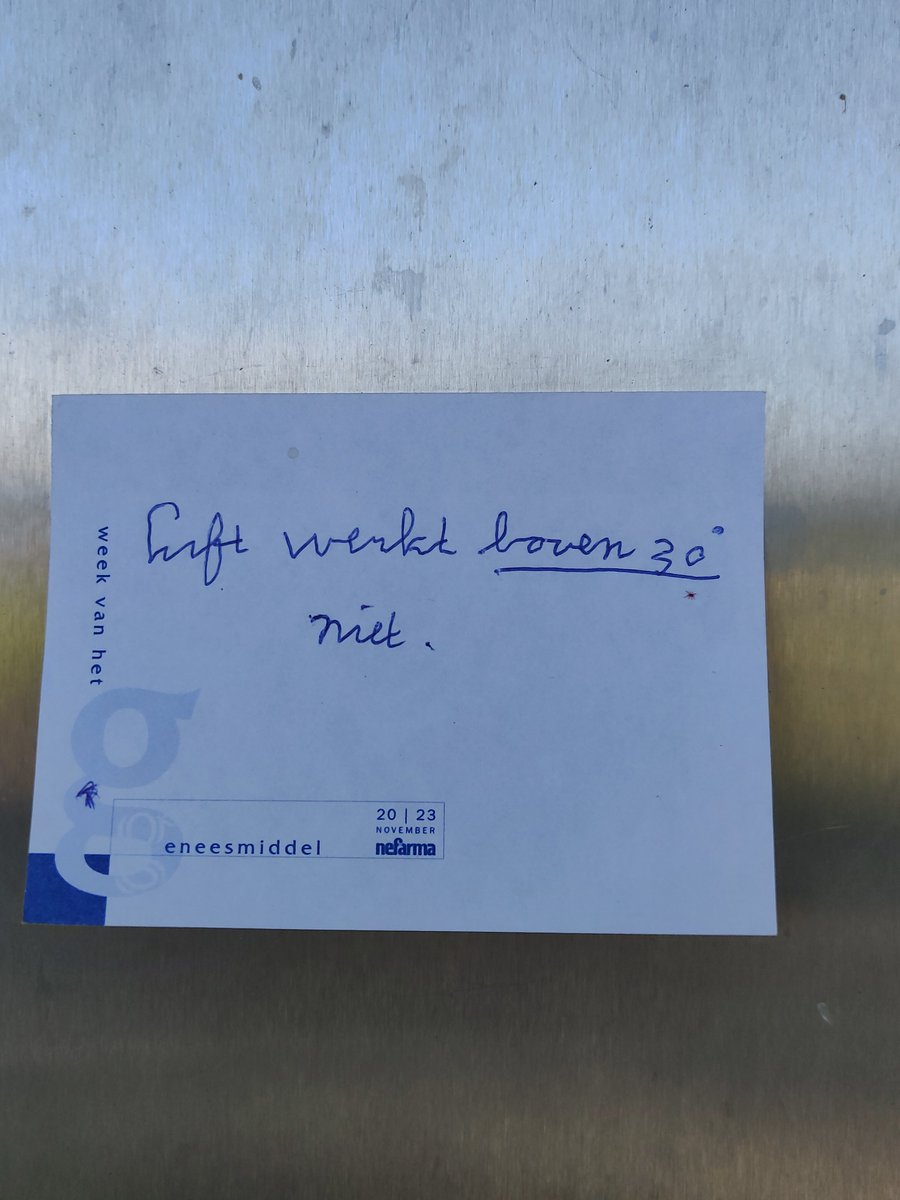 Lift werkt boven 30°
niet.
week van het
g
eneesmiddel
20 | 23
NOVEMBER
nefarma